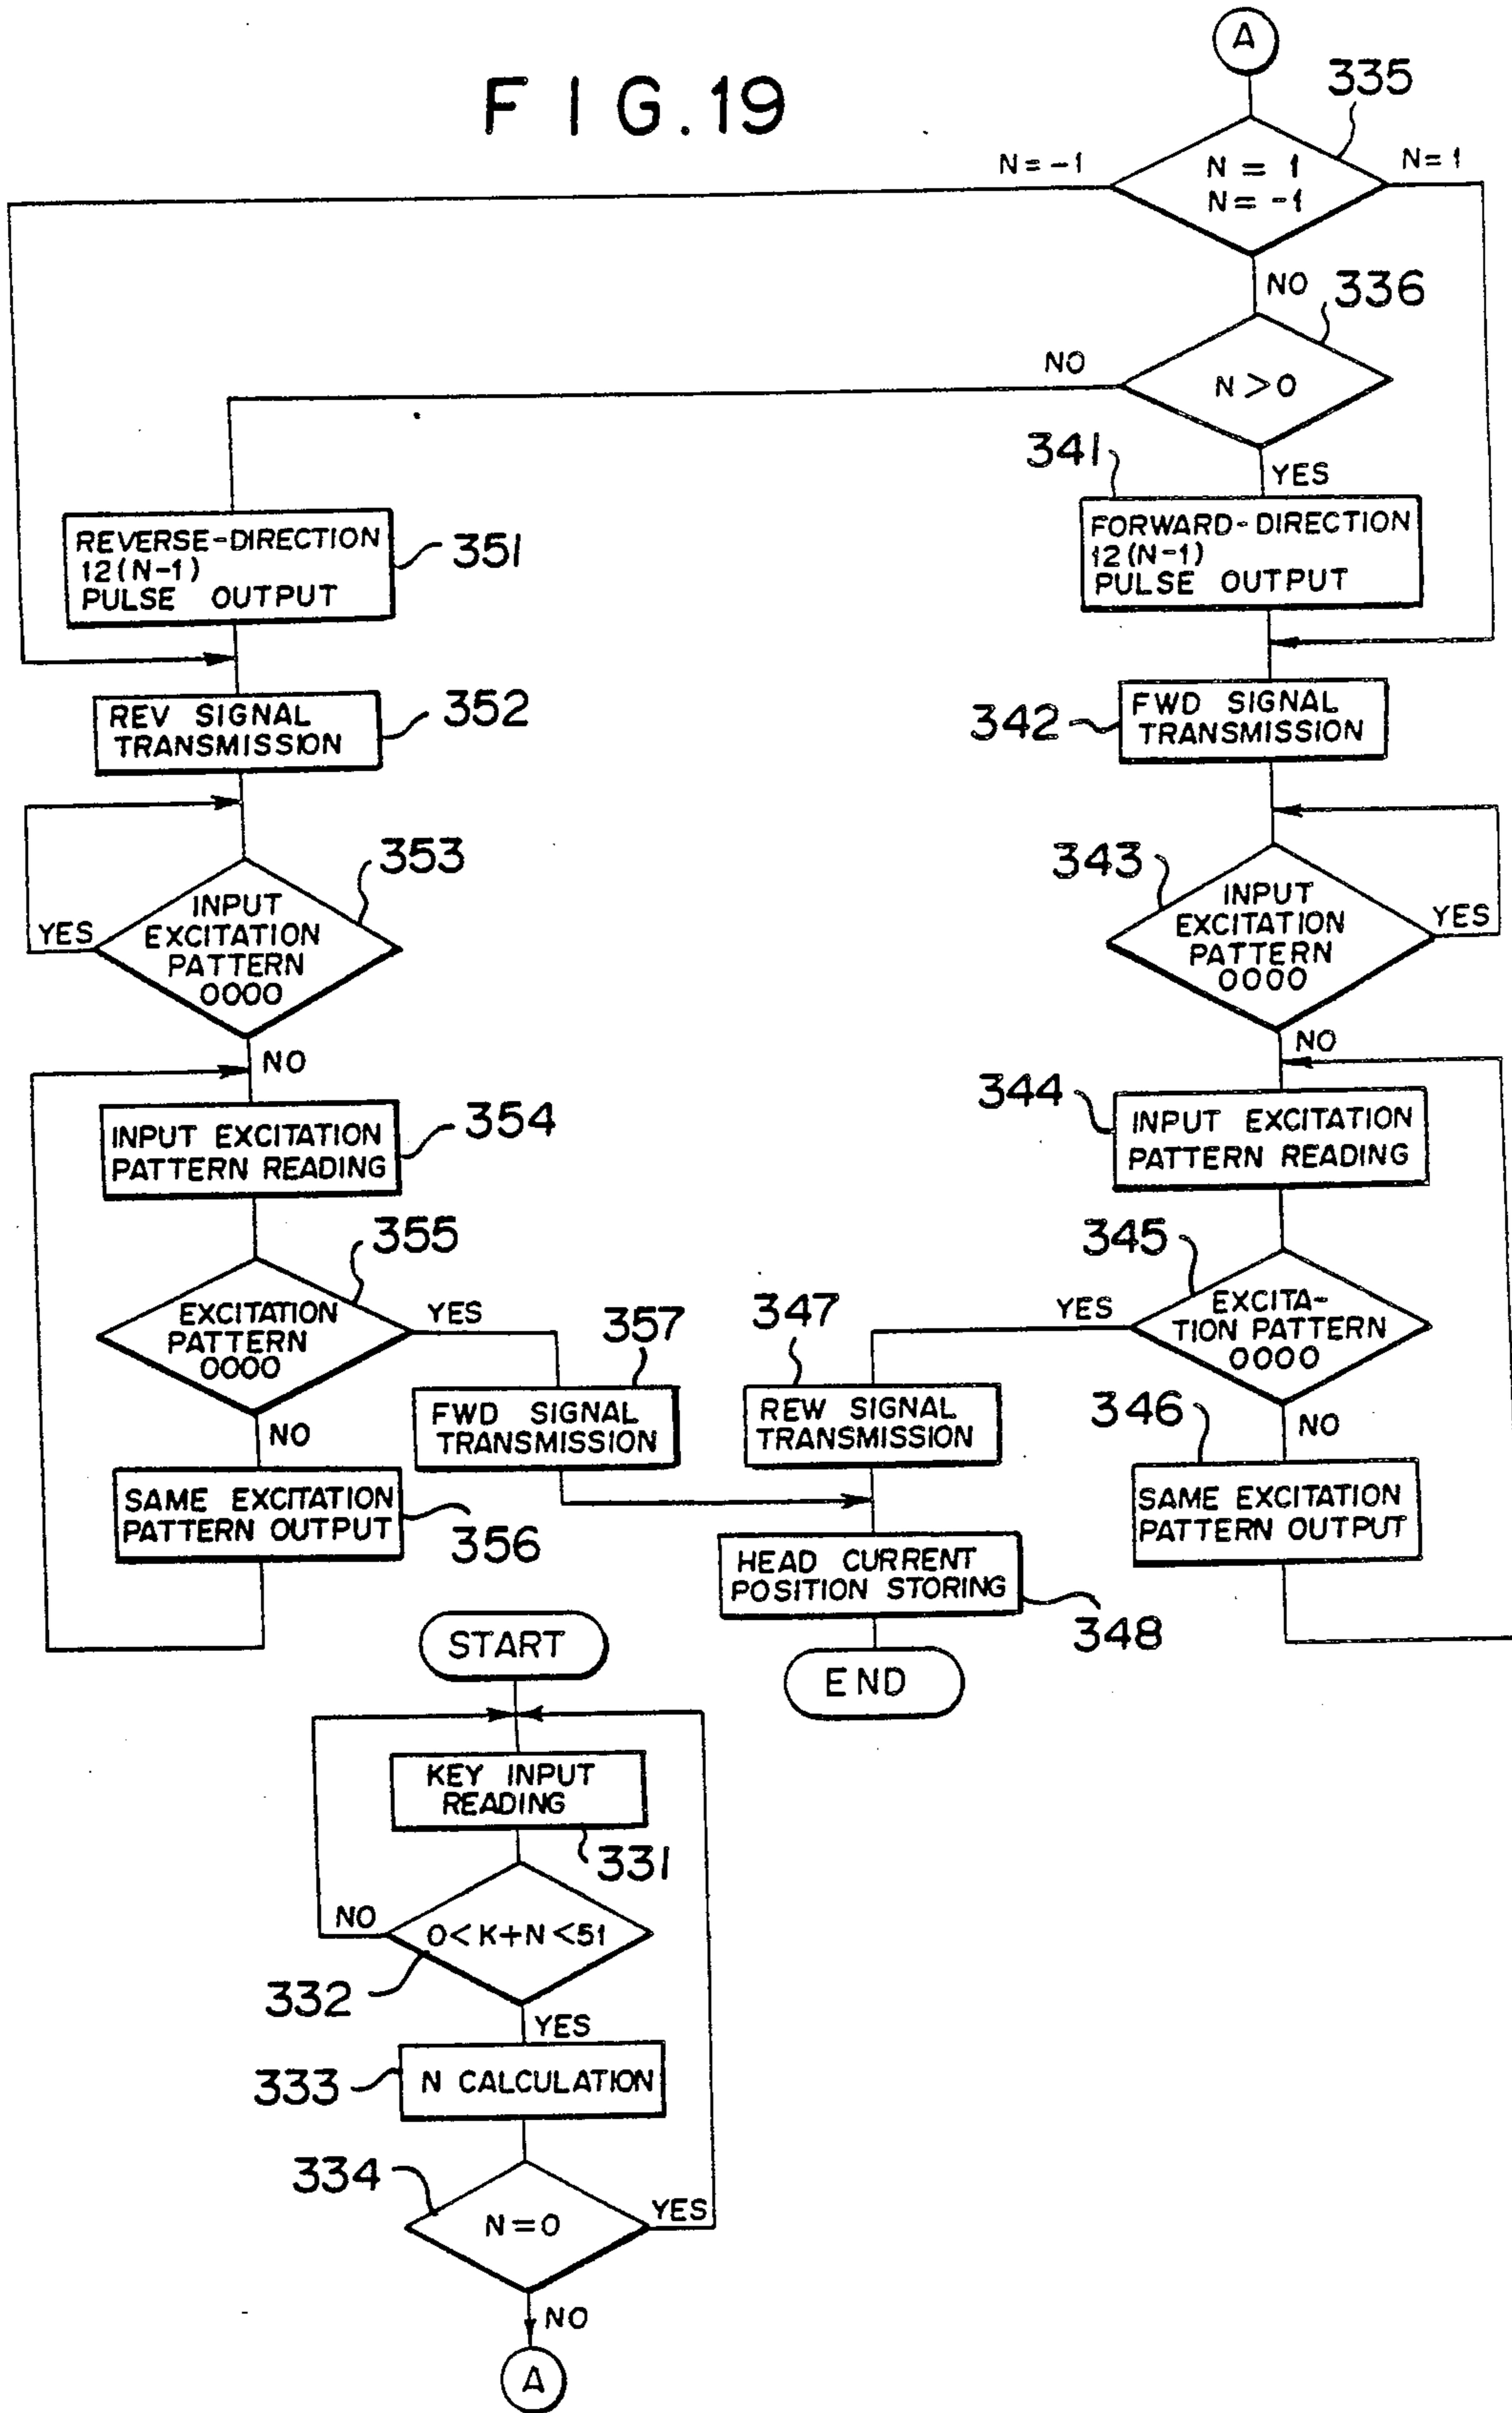 FIG.19
A
335
N=-1
N = 1
N = -1
N=1
NO
336
NO
N>0
341
YES
REVERSE-DIRECTION
12(N-1)
PULSE OUTPUT
351
FORWARD-DIRECTION
12(N-1)
PULSE OUTPUT
REV SIGNAL
TRANSMISSION
352
342
FWD SIGNAL
TRANSMISSION
353
INPUT
EXCITATION
PATTERN
0000
YES
343
INPUT
EXCITATION
PATTERN
0000
YES
NO
NO
INPUT EXCITATION
PATTERN READING
354
344
INPUT EXCITATION
PATTERN READING
355
EXCITATION
PATTERN
0000
YES
357
347
YES
345
EXCITA-
TION PATTERN
0000
NO
FWD SIGNAL
TRANSMISSION
REW SIGNAL
TRANSMISSION
346
NO
SAME EXCITATION
PATTERN OUTPUT
356
SAME EXCITATION
PATTERN OUTPUT
HEAD CURRENT
POSITION STORING
348
END
START
KEY INPUT
READING
331
NO
0<K+N<51
332
YES
333
N CALCULATION
334
N=0
YES
NO
A